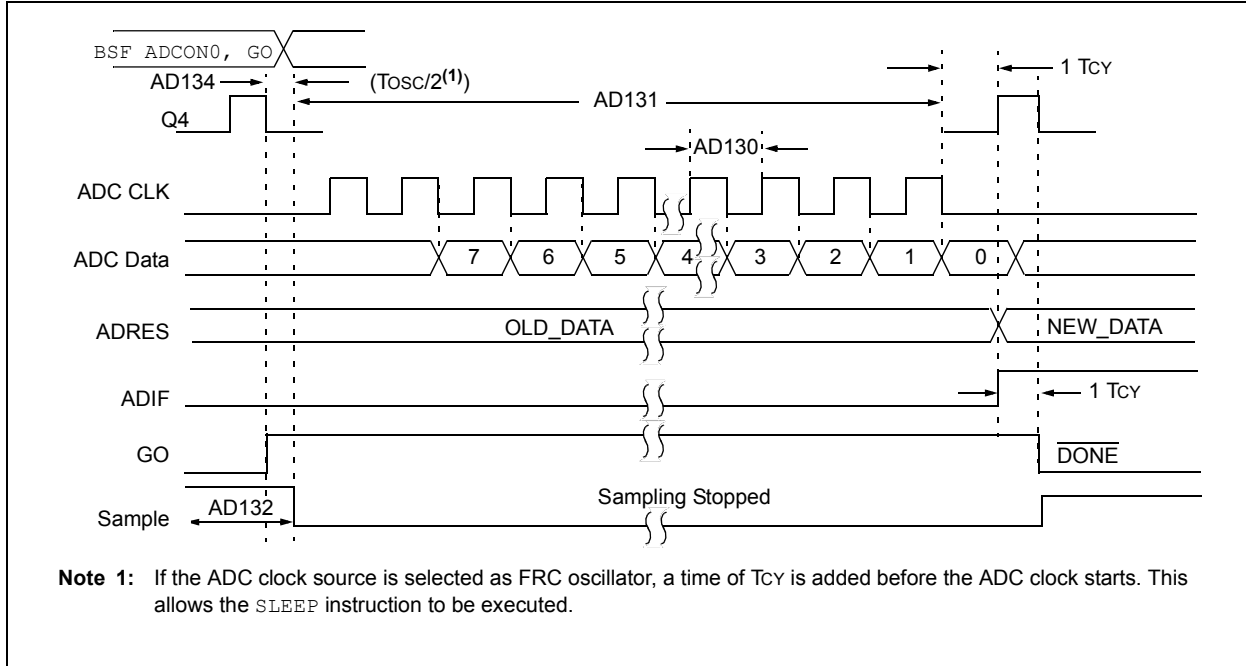 BSF ADCON0, GO
AD134 (TOSC/2(1)) AD131 1 TCY
Q4
AD130
ADC CLK
ADC Data 7 6 5 4 3 2 1 0
ADRES OLD_DATA NEW_DATA
ADIF 1 TCY
GO DONE
Sample AD132 Sampling Stopped
Note 1: If the ADC clock source is selected as FRC oscillator, a time of TCY is added before the ADC clock starts. This
allows the SLEEP instruction to be executed.